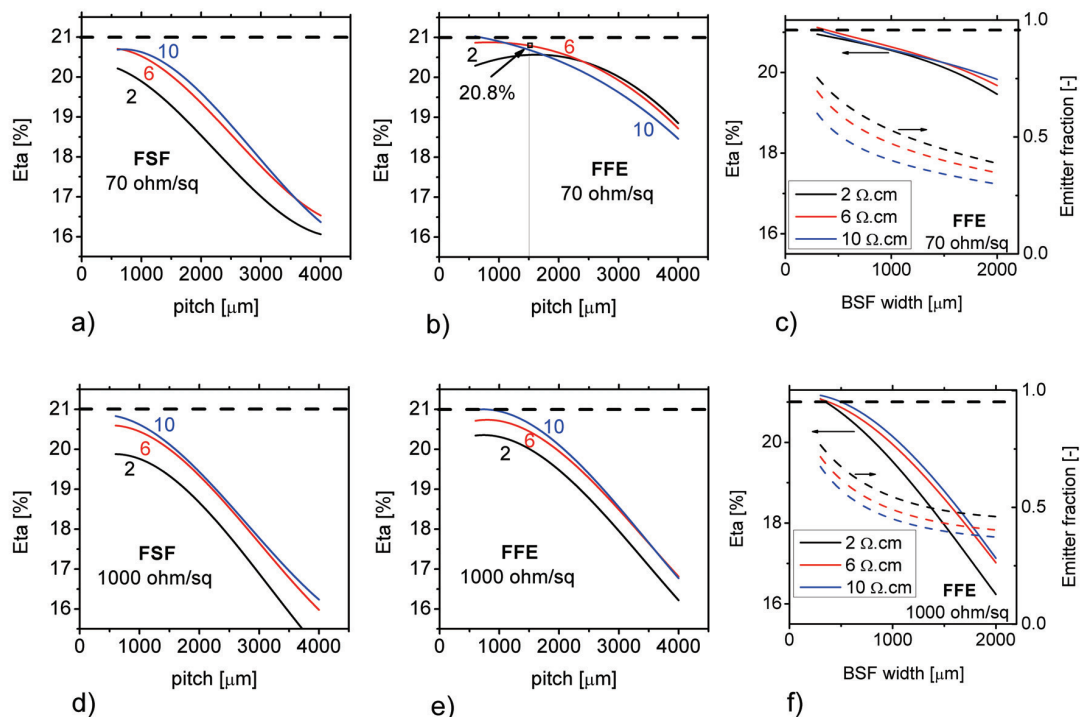 21
20
19
18
17
16
Eta [%]
10
6
2
FSF
70 ohm/sq
0 1000 2000 3000 4000
pitch [µm]
a)
21
20
19
18
17
16
Eta [%]
2
6
20.8%
10
FFE
70 ohm/sq
0 1000 2000 3000 4000
pitch [µm]
b)
20
18
16
Eta [%]
1.0
0.5
0.0
Emitter fraction [-]
2 Ω.cm
6 Ω.cm
10 Ω.cm
FFE
70 ohm/sq
0 1000 2000
BSF width [µm]
c)
21
20
19
18
17
16
Eta [%]
10
6
2
FSF
1000 ohm/sq
0 1000 2000 3000 4000
pitch [µm]
d)
21
20
19
18
17
16
Eta [%]
10
6
2
FFE
1000 ohm/sq
0 1000 2000 3000 4000
pitch [µm]
e)
20
18
16
Eta [%]
1.0
0.5
0.0
Emitter fraction [-]
2 Ω.cm
6 Ω.cm
10 Ω.cm
FFE
1000 ohm/sq
0 1000 2000
BSF width [µm]
f)